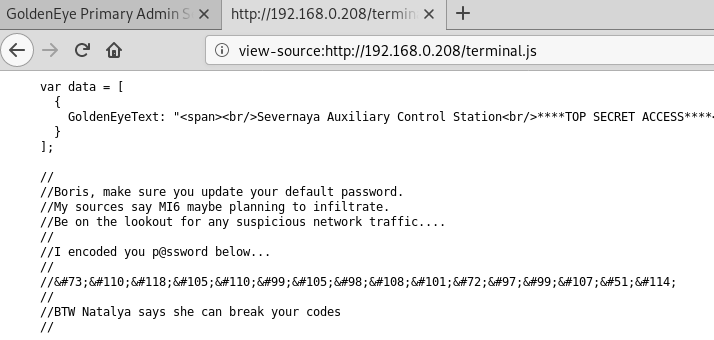 GoldenEye Primary Admin S
http://192.168.0.208/termin
view-source:http://192.168.0.208/terminal.js
var data = [
{
GoldenEyeText: "<span><br/>Severnaya Auxiliary Control Station<br/>****TOP SECRET ACCESS****<
}
];
//
//Boris, make sure you update your default password.
//My sources say MI6 maybe planning to infiltrate.
//Be on the lookout for any suspicious network traffic....
//
//I encoded you p@ssword below...
//
//&#73;&#110;&#118;&#105;&#110;&#99;&#105;&#98;&#108;&#101;&#72;&#97;&#99;&#107;&#51;&#114;
//
//BTW Natalya says she can break your codes
//